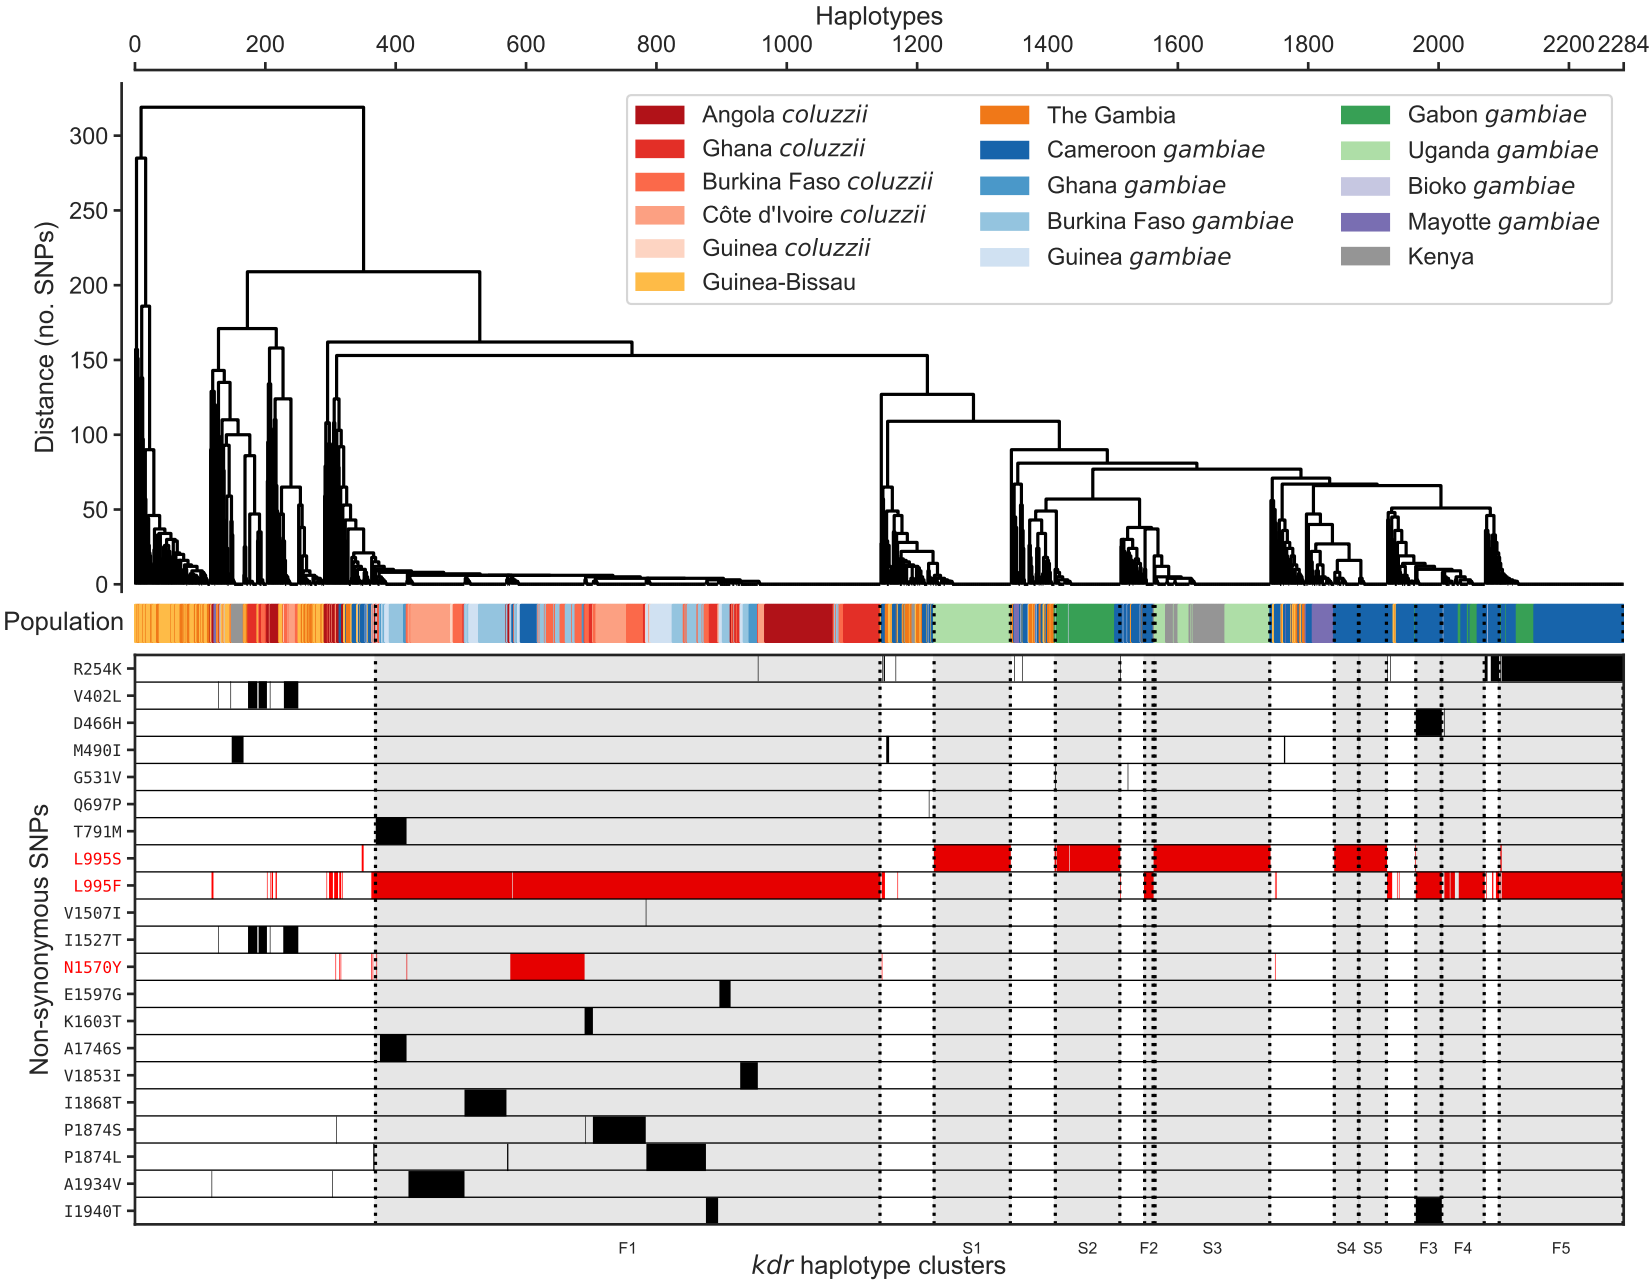 Haplotypes
0 200 400 600 800 1000 1200 1400 1600 1800 2000 2200 2284
Distance (no. SNPs)
300
250
200
150
100
50
0
Angola coluzzii
Ghana coluzzii
Burkina Faso coluzzii
Côte d'Ivoire coluzzii
Guinea coluzzii
Guinea-Bissau
The Gambia
Cameroon gambiae
Ghana gambiae
Burkina Faso gambiae
Guinea gambiae
Gabon gambiae
Uganda gambiae
Bioko gambiae
Mayotte gambiae
Kenya
Population
Non-synonymous SNPs
R254K
V402L
D466H
M490I
G531V
Q697P
T791M
L995S
L995F
V1507I
I1527T
N1570Y
E1597G
K1603T
A1746S
V1853I
I1868T
P1874S
P1874L
A1934V
I1940T
F1 S1 S2 F2 S3 S4 S5 F3 F4 F5
kdr haplotype clusters